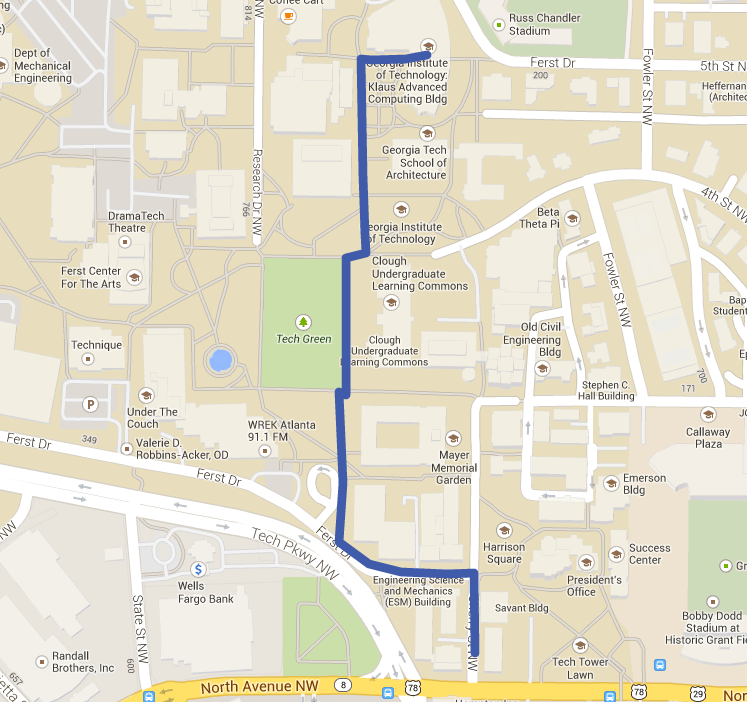 Coffee Cart
814
Russ Chandler
Stadium
Dept of
Mechanical
Engineering
Georgia Institute
of Technology:
Klaus Advanced
Computing Bldg
Ferst Dr
200
5th St N
Fowler St NW
Heffernan
(Archite
Georgia Tech
School of
Architecture
Research Dr NW
766
4th St NW
DramaTech
Theatre
Georgia Institute
of Technology
Beta
Theta Pi
Ferst Center
For The Arts
Clough
Undergraduate
Learning Commons
Fowler St NW
Bap
Student
Tech Green
Old Civil
Engineering
Bldg
Technique
Clough
Undergraduate
Learning Commons
700
Stephen C.
Hall Building
171
P
Under The
Couch
WREK Atlanta
91.1 FM
Callaway
Plaza
Ferst Dr
349
Valerie D.
Robbins-Acker, OD
Mayer
Memorial
Garden
Ferst Dr
Emerson
Bldg
NW
Tech Pkwy NW
Ferst Dr
Harrison
Square
Success
Center
President's
Office
Gr
State St NW
$
Wells
Fargo Bank
Engineering Science
and Mechanics
(ESM) Building
Savant Bldg
Cherry St NW
Bobby Dodd
Stadium at
Historic Grant Fie
Randall
Brothers, Inc
600
Tech Tower
Lawn
657
North Avenue NW
8
78
78
29
Nor